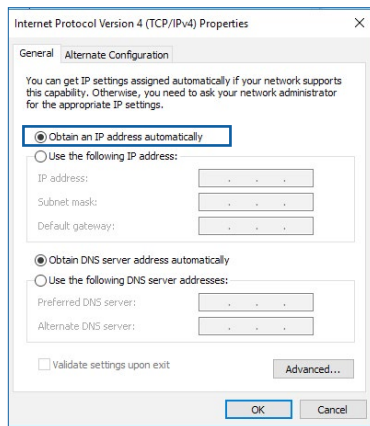 Internet Protocol Version 4 (TCP/IPv4) Properties
General Alternate Configuration
You can get IP settings assigned automatically if your network supports
this capability. Otherwise, you need to ask your network administrator
for the appropriate IP settings.
Obtain an IP address automatically
Use the following IP address:
IP address:
Subnet mask:
Default gateway:
Obtain DNS server address automatically
Use the following DNS server addresses:
Preferred DNS server:
Alternate DNS server:
Validate settings upon exit
Advanced...
OK Cancel